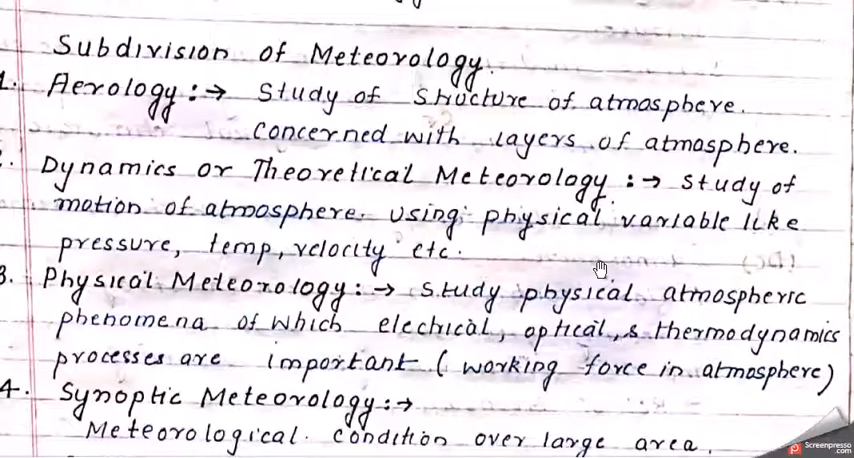 Subdivision of Meteorology.
1. Aerology :→ Study of structure of atmosphere.
concerned with layers of atmosphere.
Dynamics or Theoretical Meteorology. :→ study of
motion of atmosphere. using physical variable like
pressure, temp, velocity etc.
3. Physical Meteorology :→ study physical atmospheric
phenomena of which electrical, optical, & thermodynamics
processes are important ( working force in atmosphere)
4. Synoptic Meteorology :→
Meteorological condition over large area.
Screenpresso
.com